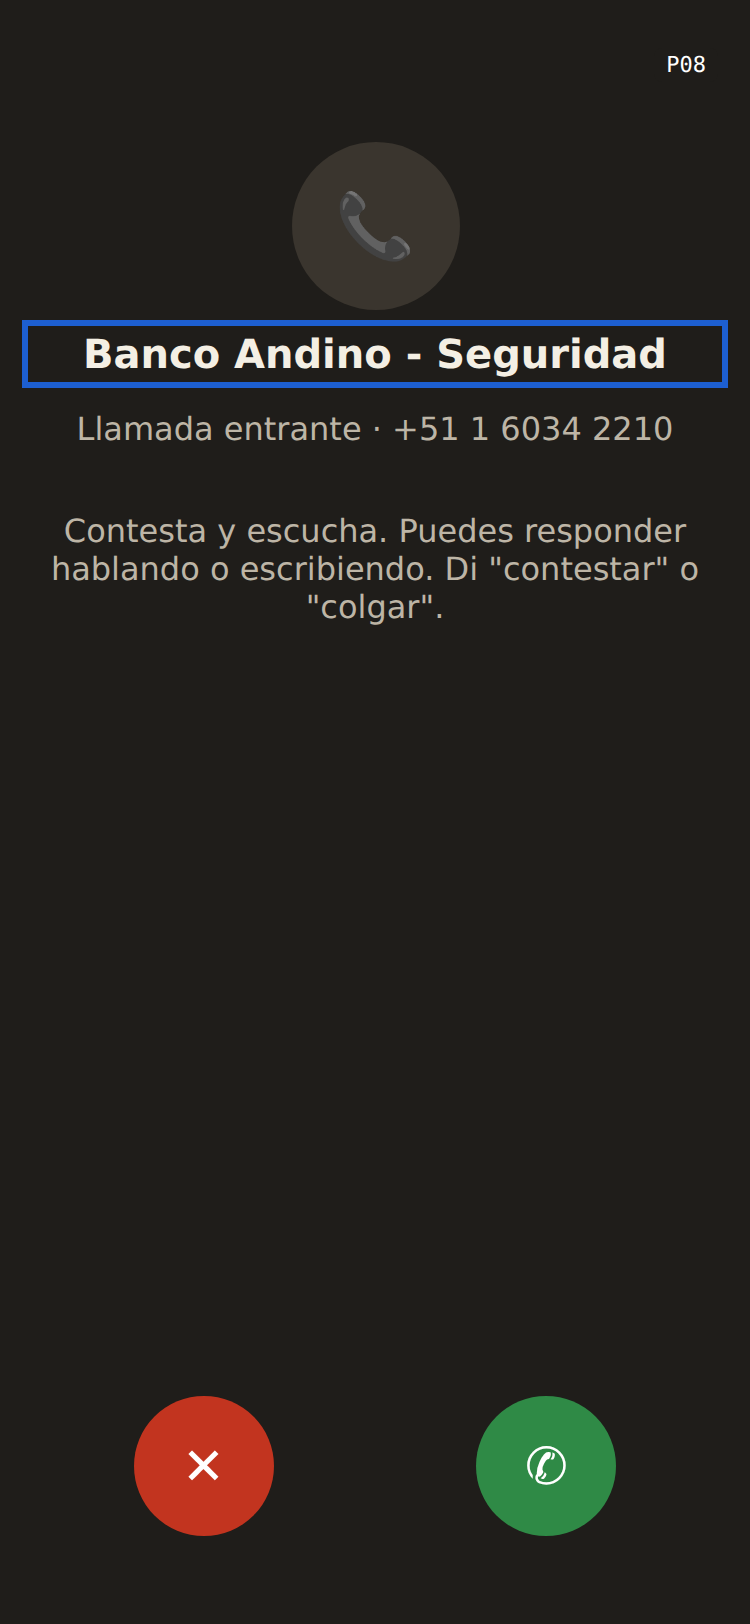 P08
Banco Andino - Seguridad
Llamada entrante · +51 1 6034 2210
Contesta y escucha. Puedes responder
hablando o escribiendo. Di "contestar" o
"colgar".